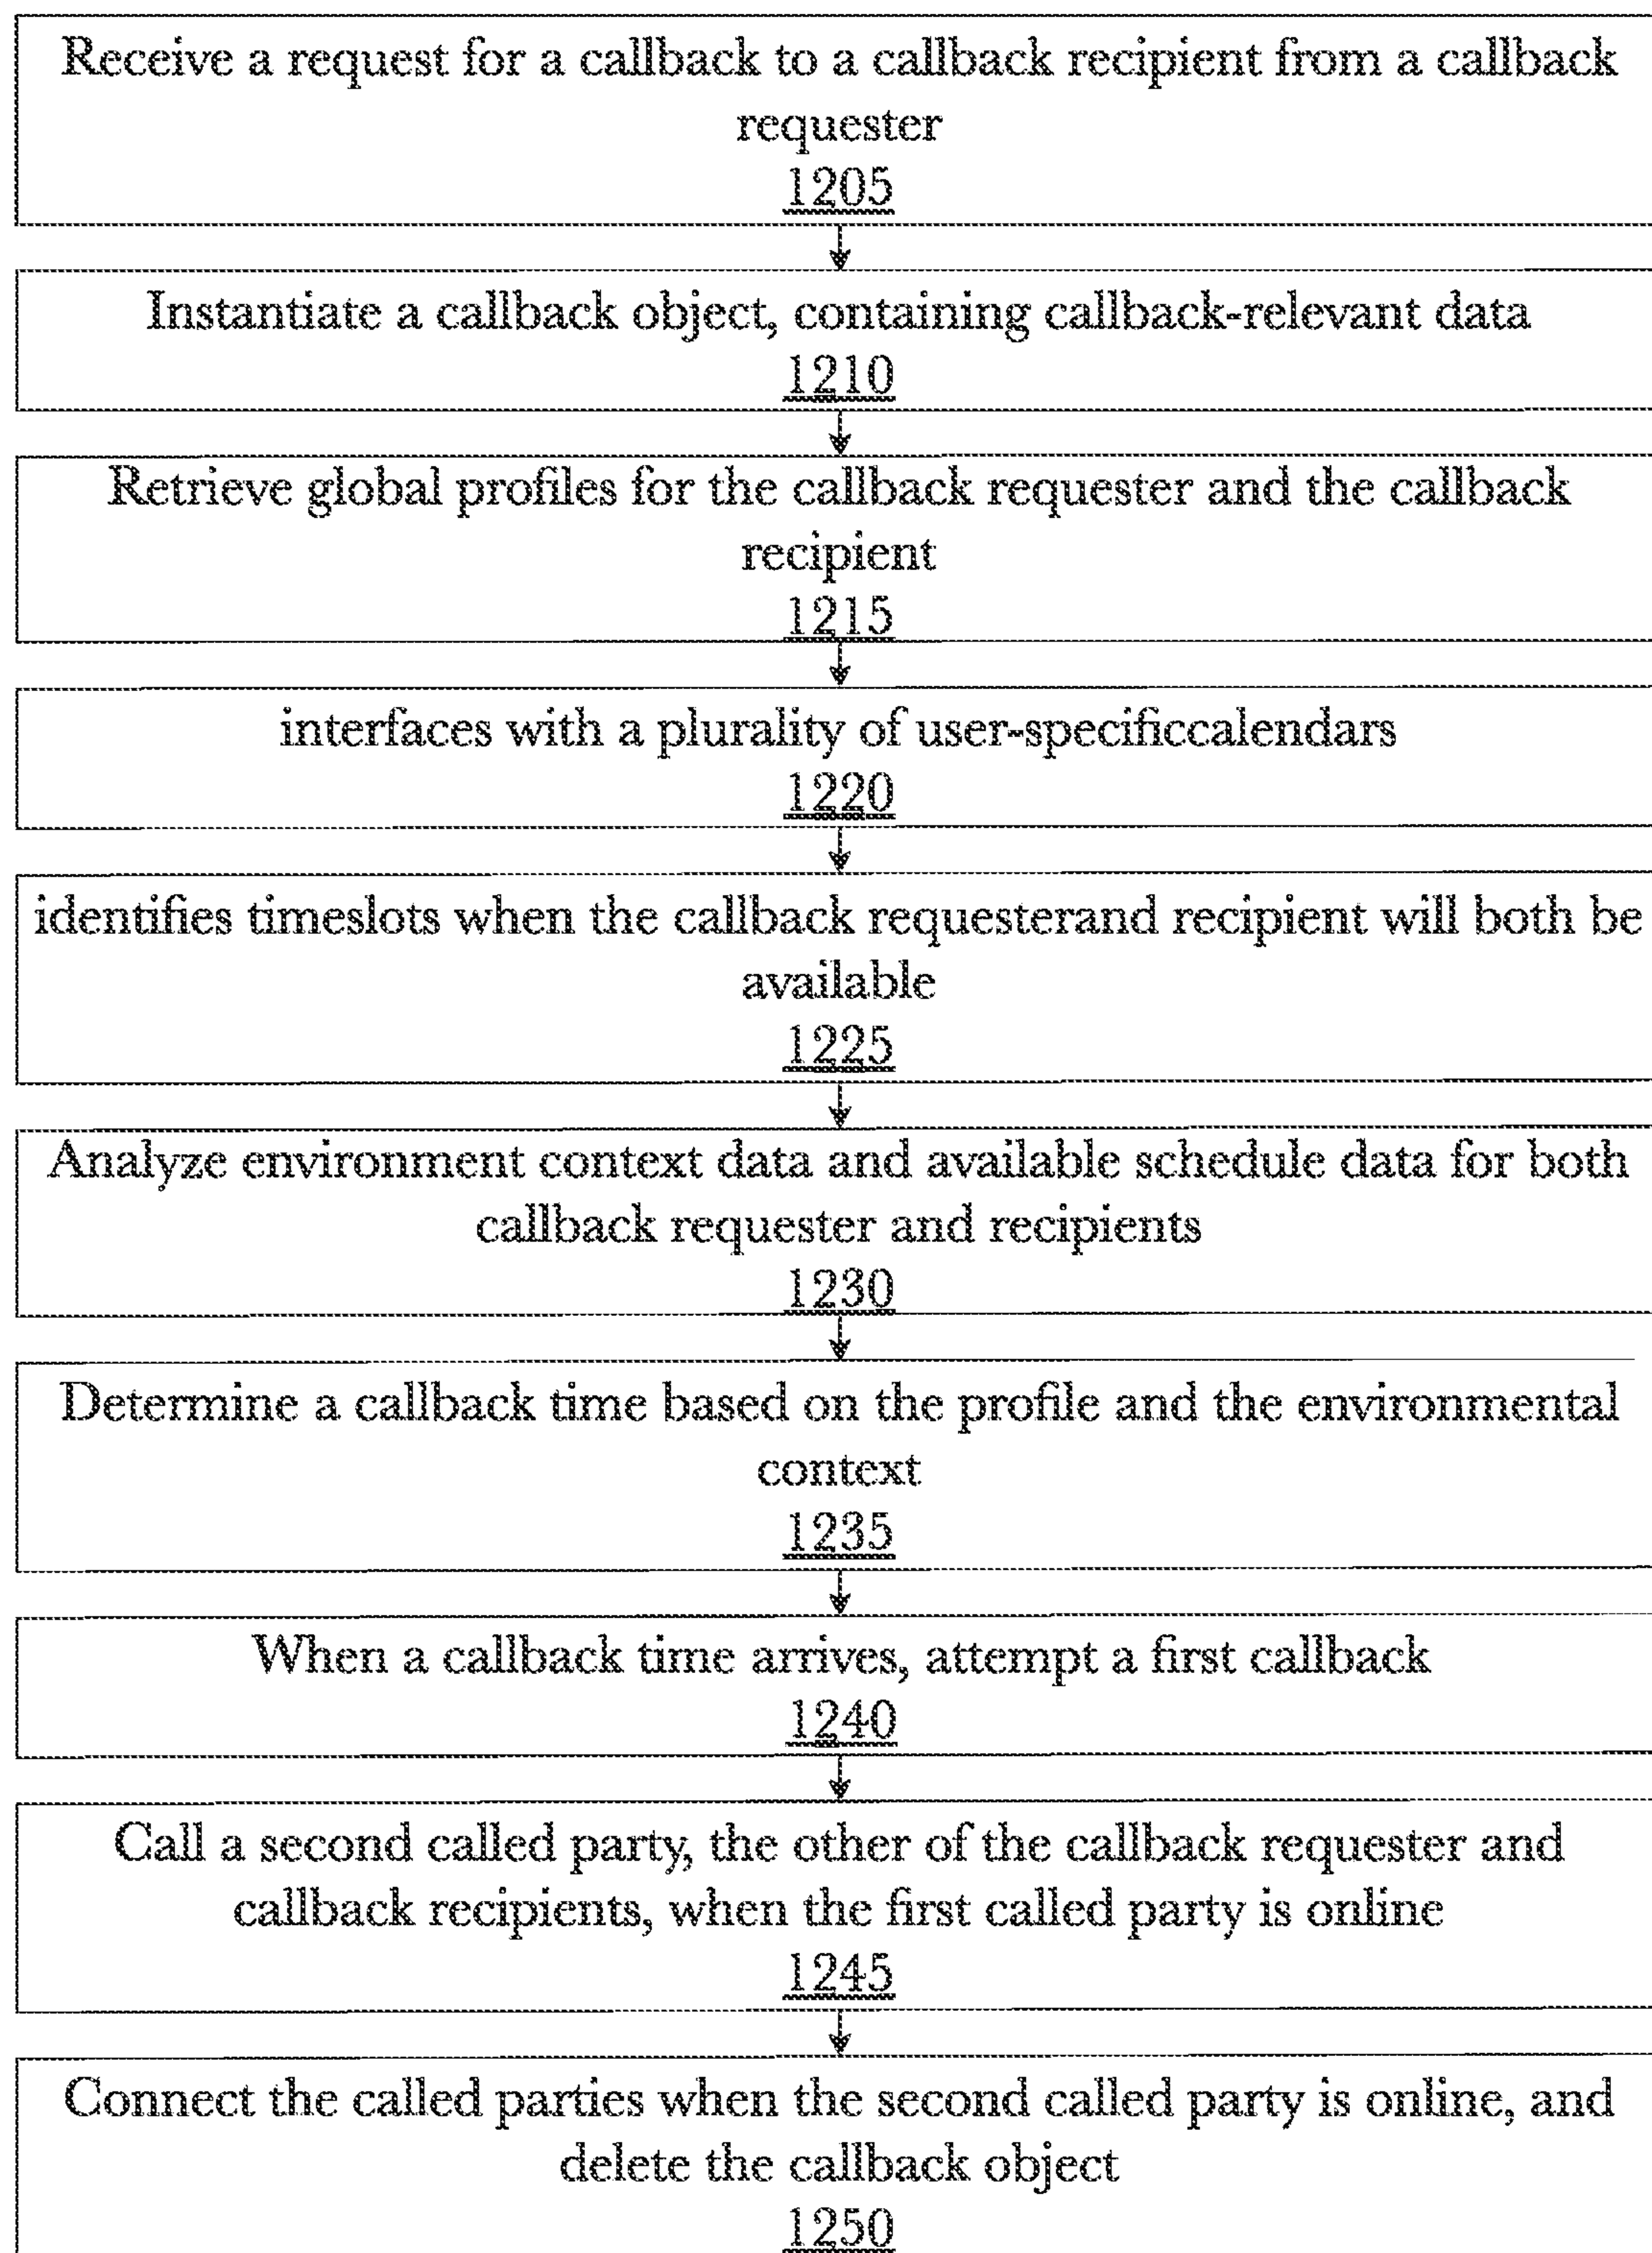 Receive a request for a callback to a callback recipient from a callback
requester
1205
Instantiate a callback object, containing callback-relevant data
1210
Retrieve global profiles for the callback requester and the callback
recipient
1215
interfaces with a plurality of user-specificcalendars
1220
identifies timeslots when the callback requesterand recipient will both be
available
1225
Analyze environment context data and available schedule data for both
callback requester and recipients
1230
Determine a callback time based on the profile and the environmental
context
1235
When a callback time arrives, attempt a first callback
1240
Call a second called party, the other of the callback requester and
callback recipients, when the first called party is online
1245
Connect the called parties when the second called party is online, and
delete the callback object
1250